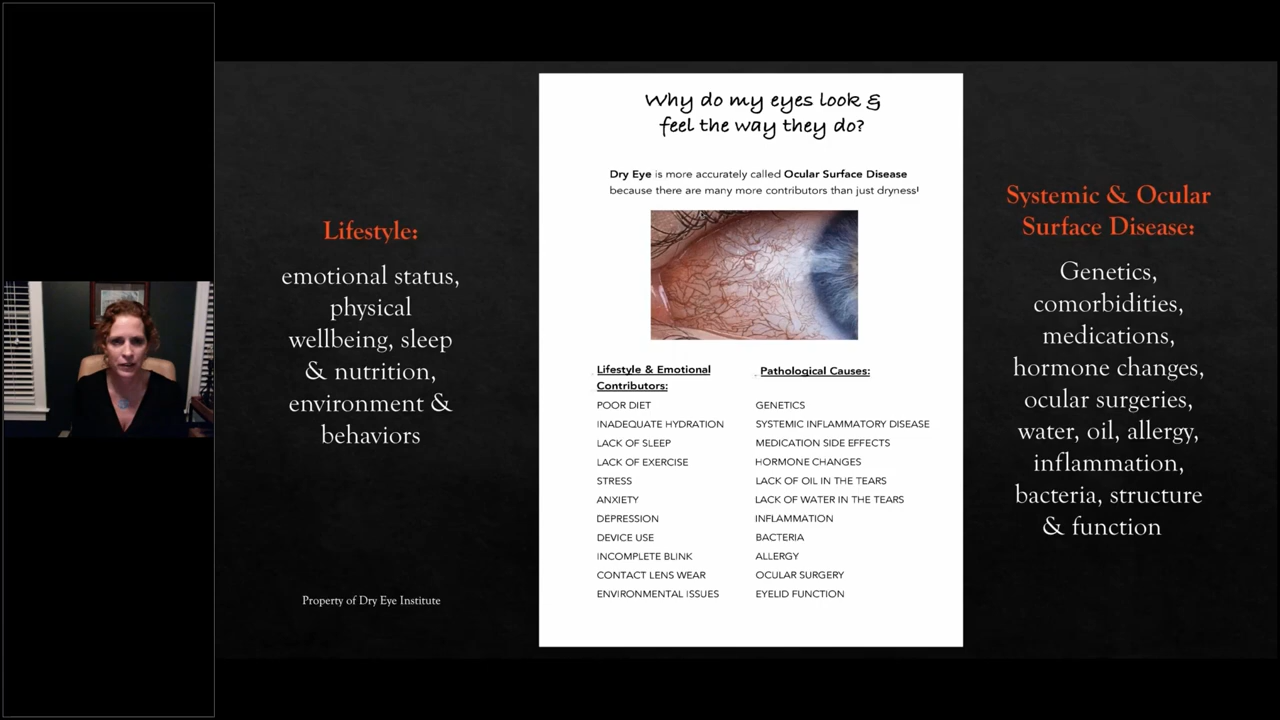 Lifestyle:
emotional status,
physical
wellbeing, sleep
& nutrition,
environment &
behaviors
Property of Dry Eye Institute
Why do my eyes look &
feel the way they do?
Dry Eye is more accurately called Ocular Surface Disease
because there are many more contributors than just dryness!
Lifestyle & Emotional
Contributors:
POOR DIET
INADEQUATE HYDRATION
LACK OF SLEEP
LACK OF EXERCISE
STRESS
ANXIETY
DEPRESSION
DEVICE USE
INCOMPLETE BLINK
CONTACT LENS WEAR
ENVIRONMENTAL ISSUES
Pathological Causes:
GENETICS
SYSTEMIC INFLAMMATORY DISEASE
MEDICATION SIDE EFFECTS
HORMONE CHANGES
LACK OF OIL IN THE TEARS
LACK OF WATER IN THE TEARS
INFLAMMATION
BACTERIA
ALLERGY
OCULAR SURGERY
EYELID FUNCTION
Systemic & Ocular
Surface Disease:
Genetics,
comorbidities,
medications,
hormone changes,
ocular surgeries,
water, oil, allergy,
inflammation,
bacteria, structure
& function